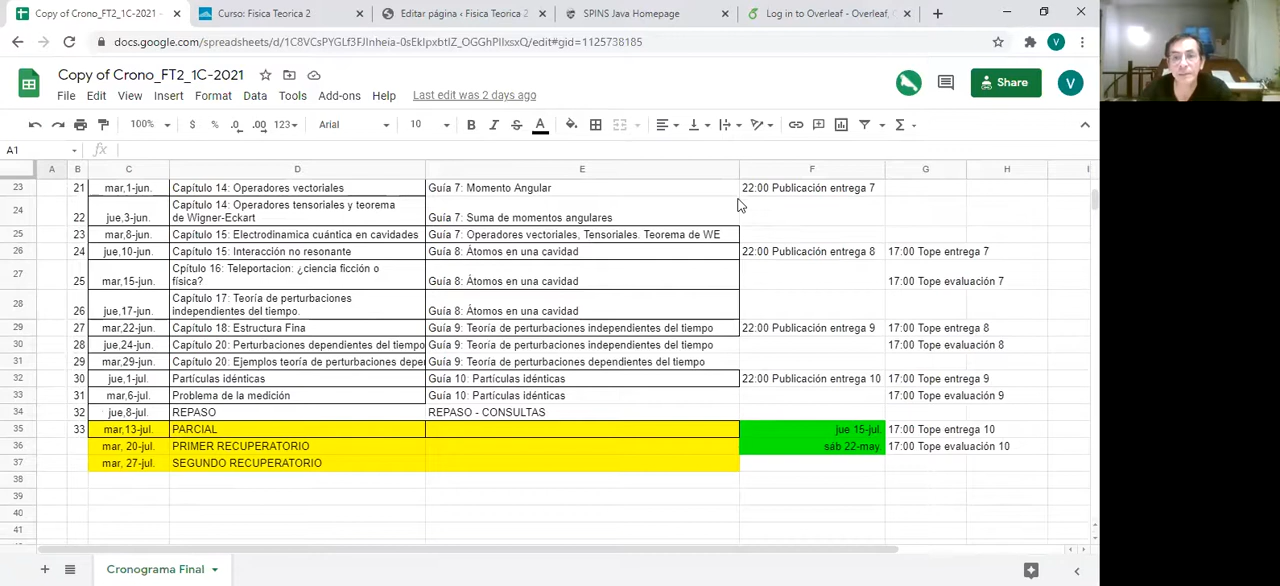 Copy of Crono_FT2_1C-2021 -
Curso: Física Teorica 2
Editar página ‹ Física Teorica 2
SPINS Java Homepage
Log in to Overleaf - Overleaf,
docs.google.com/spreadsheets/d/1C8VCsPYGLf3FJInheia-0sEkIpxbtIZ_OGGhPIIxsxQ/edit#gid=1125738185
V
Copy of Crono_FT2_1C-2021
Share
V
File Edit View Insert Format Data Tools Add-ons Help Last edit was 2 days ago
100% $ % .0 .00 123 Arial 10 B I S A
A1 fx
A B C D E F G H I
23 21 mar,1-jun. Capítulo 14: Operadores vectoriales Guía 7: Momento Angular 22:00 Publicación entrega 7
Capítulo 14: Operadores tensoriales y teorema
24 22 jue,3-jun. de Wigner-Eckart Guía 7: Suma de momentos angulares
25 23 mar,8-jun. Capítulo 15: Electrodinamica cuántica en cavidades Guía 7: Operadores vectoriales, Tensoriales. Teorema de WE
26 24 jue,10-jun. Capítulo 15: Interacción no resonante Guía 8: Átomos en una cavidad 22:00 Publicación entrega 8 17:00 Tope entrega 7
Cpítulo 16: Teleportacion: ¿ciencia ficción o
27 25 mar,15-jun. física? Guía 8: Átomos en una cavidad 17:00 Tope evaluación 7
Capítulo 17: Teoría de perturbaciones
28 26 jue,17-jun. independientes del tiempo. Guía 8: Átomos en una cavidad
29 27 mar,22-jun. Capítulo 18: Estructura Fina Guía 9: Teoría de perturbaciones independientes del tiempo 22:00 Publicación entrega 9 17:00 Tope entrega 8
30 28 jue,24-jun. Capítulo 20: Perturbaciones dependientes del tiempo Guía 9: Teoría de perturbaciones independientes del tiempo 17:00 Tope evaluación 8
31 29 mar,29-jun. Capítulo 20: Ejemplos teoría de perturbaciones depe Guía 9: Teoría de perturbaciones dependientes del tiempo
32 30 jue,1-jul. Partículas idénticas Guía 10: Partículas idénticas 22:00 Publicación entrega 10 17:00 Tope entrega 9
33 31 mar,6-jul. Problema de la medición Guía 10: Partículas idénticas 17:00 Tope evaluación 9
34 32 jue,8-jul. REPASO REPASO - CONSULTAS
35 33 mar,13-jul. PARCIAL jue 15-jul. 17:00 Tope entrega 10
36 mar, 20-jul. PRIMER RECUPERATORIO sáb 22-may. 17:00 Tope evaluación 10
37 mar, 27-jul. SEGUNDO RECUPERATORIO
38
39
40
41
Cronograma Final